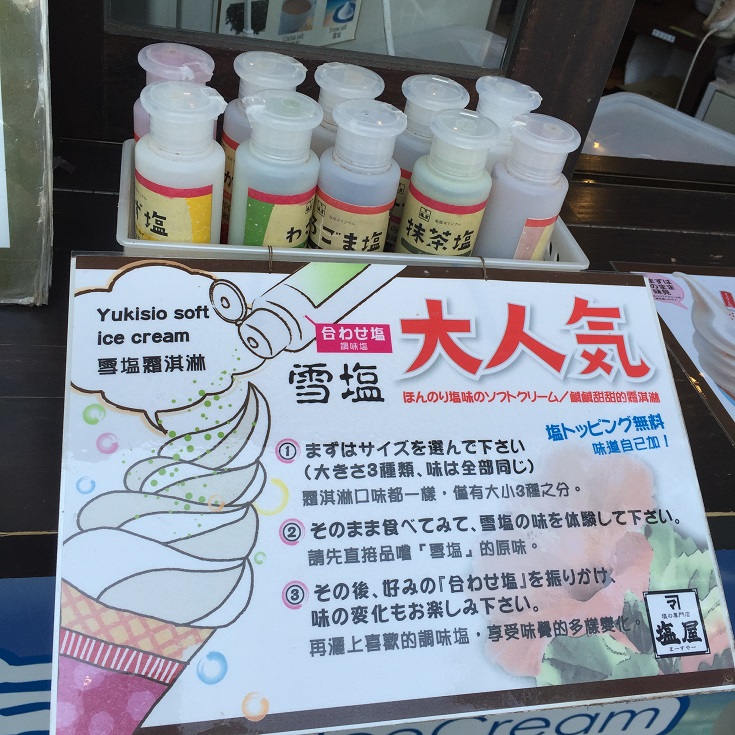 ず塩
わ
ごま塩
抹茶塩
Yukisio soft
ice cream
雪塩霜淇淋
合わせ塩
調味塩
雪塩
大人気
ほんのり塩味のソフトクリーム／鹹鹹甜甜的霜淇淋
塩トッピング無料
味道自己加！
① まずはサイズを選んで下さい
（大きさ3種類、味は全部同じ）
霜淇淋口味都一樣，僅有大小3種之分。
② そのまま食べてみて、雪塩の味を体験して下さい。
請先直接品嚐『雪塩』的原味。
③ その後、好みの『合わせ塩』を振りかけ、
味の変化もお楽しみ下さい。
再灑上喜歡的調味塩，享受味覺的多樣變化。
塩の専門店
塩屋
まーすやー
Ice Cream